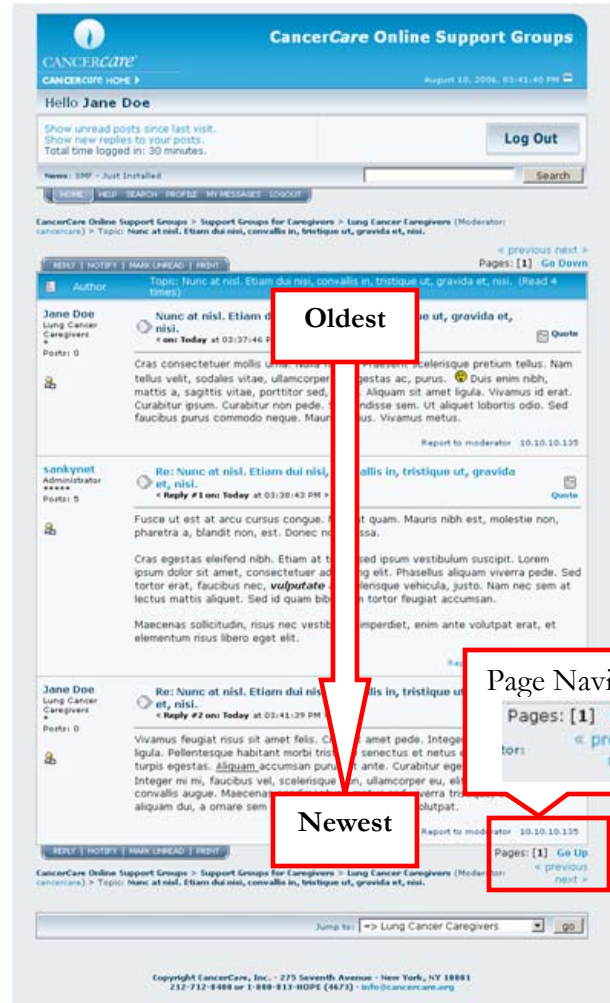 CANCERcare®
CancerCare Online Support Groups
CANCERcare HOME
August 10, 2006, 03:41:40 PM
Hello Jane Doe
Show unread posts since last visit.
Show new replies to your posts.
Total time logged in: 30 minutes.
Log Out
News: SMF - Just Installed
Search
HOME HELP SEARCH PROFILE MY MESSAGES LOGOUT
CancerCare Online Support Groups > Support Groups for Caregivers > Lung Cancer Caregivers (Moderator:
cancercare) > Topic: Nunc at nisl. Etiam dui nisi, convallis in, tristique ut, gravida et, nisi.
« previous next »
REPLY | NOTIFY | MARK UNREAD | PRINT
Pages: [1] Go Down
Author
Topic: Nunc at nisl. Etiam dui nisi, convallis in, tristique ut, gravida et, nisi. (Read 4
times)
Jane Doe
Lung Cancer
Caregivers
Posts: 0
Nunc at nisl. Etiam d
ue ut, gravida et,
nisi.
« on: Today at 03:37:46 P
Quote
Oldest
Cras consectetuer mollis
scelerisque pretium tellus. Nam
tellus velit, sodales vitae, ullamcorper
gestas ac, purus. Duis enim nibh,
mattis a, sagittis vitae, porttitor sed,
Aliquam sit amet ligula. Vivamus id erat.
Curabitur ipsum. Curabitur non pede. S
ndisse sem. Ut aliquet lobortis odio. Sed
faucibus purus commodo neque. Maur
us. Vivamus metus.
Report to moderator 10.10.10.135
sankynet
Administrator
*****
Posts: 5
Re: Nunc at nisl. Etiam dui nisi,
allis in, tristique ut, gravida
et, nisi.
« Reply #1 on: Today at 03:38:43 PM »
Quote
Fusce ut est at arcu cursus congue. M
t quam. Mauris nibh est, molestie non,
pharetra a, blandit non, est. Donec no
ssa.
Cras egestas eleifend nibh. Etiam at t
sed ipsum vestibulum suscipit. Lorem
ipsum dolor sit amet, consectetuer ad
ng elit. Phasellus aliquam viverra pede. Sed
tortor erat, faucibus nec, vulputate
lerisque vehicula, justo. Nam nec sem at
lectus mattis aliquet. Sed id quam bib
tortor feugiat accumsan.
Maecenas sollicitudin, risus nec vestib
imperdiet, enim ante volutpat erat, et
elementum risus libero eget elit.
Jane Doe
Lung Cancer
Caregivers
Posts: 0
Re: Nunc at nisl. Etiam dui nis
lis in, tristique ut
et, nisi.
« Reply #2 on: Today at 03:41:39 PM
Page Navi
Pages: [1]
« pr
tor:
Vivamus feugiat risus sit amet felis. C
amet pede. Intege
ligula. Pellentesque habitant morbi tris
senectus et netus
turpis egestas. Aliquam accumsan puru
t ante. Curabitur ege
Integer mi mi, faucibus vel, scelerisque
n, ullamcorper eu, eli
convallis augue. Maecenas
verra tris
aliquam dui, a ornare sem
olutpat.
Newest
Report to moderator 10.10.10.135
REPLY | NOTIFY | MARK UNREAD | PRINT
Pages: [1] Go Up
CancerCare Online Support Groups > Support Groups for Caregivers > Lung Cancer Caregivers (Moderator:
cancercare) > Topic: Nunc at nisl. Etiam dui nisi, convallis in, tristique ut, gravida et, nisi.
« previous
next »
Jump to: => Lung Cancer Caregivers go
Copyright CancerCare, Inc. · 275 Seventh Avenue · New York, NY 10001
212-712-8400 or 1-800-813-HOPE (4673) · info@cancercare.org